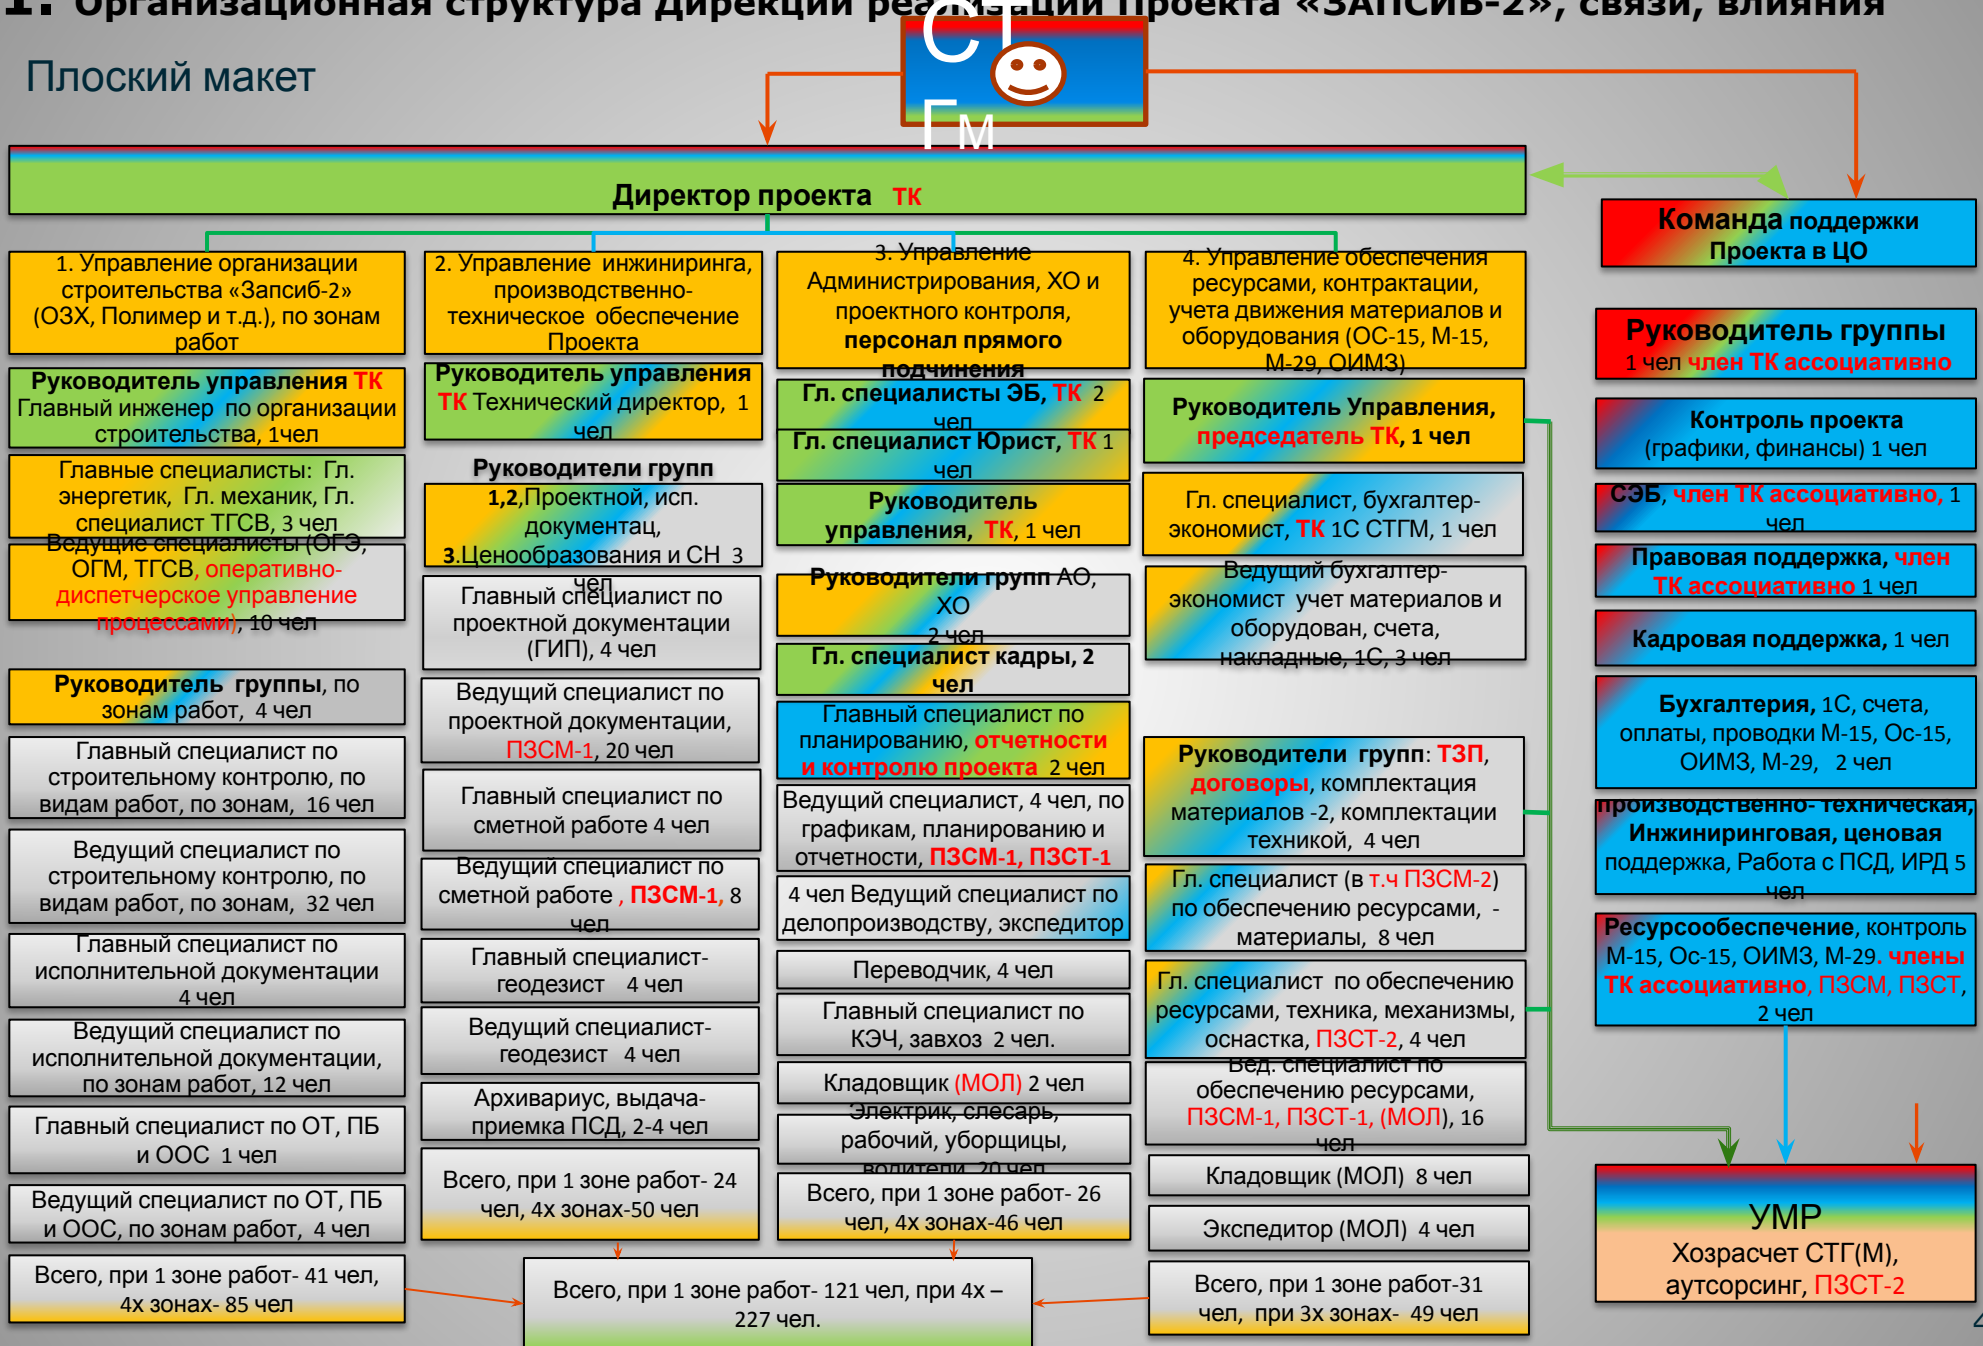 1. Организационная структура Дирекции реализации Проекта «ЗАПСИБ-2», связи, влияния
Плоский макет
СТ
Гм
Директор проекта ТК
1. Управление организации
строительства «Запсиб-2»
(ОЗХ, Полимер и т.д.), по зонам
работ
Руководитель управления ТК
Главный инженер по организации
строительства, 1чел
Главные специалисты: Гл.
энергетик, Гл. механик, Гл.
специалист ТГСВ, 3 чел
Ведущие специалисты (ОГЭ,
ОГМ, ТГСВ, оперативно-
диспетчерское управление
процессами), 10 чел
Руководитель группы, по
зонам работ, 4 чел
Главный специалист по
строительному контролю, по
видам работ, по зонам, 16 чел
Ведущий специалист по
строительному контролю, по
видам работ, по зонам, 32 чел
Главный специалист по
исполнительной документации
4 чел
Ведущий специалист по
исполнительной документации,
по зонам работ, 12 чел
Главный специалист по ОТ, ПБ
и ООС 1 чел
Ведущий специалист по ОТ, ПБ
и ООС, по зонам работ, 4 чел
Всего, при 1 зоне работ- 41 чел,
4х зонах- 85 чел
2. Управление инжиниринга,
производственно-
техническое обеспечение
Проекта
Руководитель управления
ТК Технический директор, 1
чел
Руководители групп
1,2,Проектной, исп.
документац,
3.Ценообразования и СН 3
чел
Главный специалист по
проектной документации
(ГИП), 4 чел
Ведущий специалист по
проектной документации,
ПЗСМ-1, 20 чел
Главный специалист по
сметной работе 4 чел
Ведущий специалист по
сметной работе , ПЗСМ-1, 8
чел
Главный специалист-
геодезист 4 чел
Ведущий специалист-
геодезист 4 чел
Архивариус, выдача-
приемка ПСД, 2-4 чел
Всего, при 1 зоне работ- 24
чел, 4х зонах-50 чел
3. Управление
Администрирования, ХО и
проектного контроля,
персонал прямого
подчинения
Гл. специалисты ЭБ, ТК 2
чел
Гл. специалист Юрист, ТК 1
чел
Руководитель
управления, ТК, 1 чел
Руководители групп АО,
ХО
2 чел
Гл. специалист кадры, 2
чел
Главный специалист по
планированию, отчетности
и контролю проекта 2 чел
Ведущий специалист, 4 чел, по
графикам, планированию и
отчетности, ПЗСМ-1, ПЗСТ-1
4 чел Ведущий специалист по
делопроизводству, экспедитор
Переводчик, 4 чел
Главный специалист по
КЭЧ, завхоз 2 чел.
Кладовщик (МОЛ) 2 чел
Электрик, слесарь,
рабочий, уборщицы,
водители 20 чел
Всего, при 1 зоне работ- 26
чел, 4х зонах-46 чел
4. Управление обеспечения
ресурсами, контрактации,
учета движения материалов и
оборудования (ОС-15, М-15,
М-29, ОИМЗ)
Руководитель Управления,
председатель ТК, 1 чел
Гл. специалист, бухгалтер-
экономист, ТК 1С СТГМ, 1 чел
Ведущий бухгалтер-
экономист учет материалов и
оборудован, счета,
накладные, 1С, 3 чел
Руководители групп: ТЗП,
договоры, комплектация
материалов -2, комплектации
техникой, 4 чел
Гл. специалист (в т.ч ПЗСМ-2)
по обеспечению ресурсами, -
материалы, 8 чел
Гл. специалист по обеспечению
ресурсами, техника, механизмы,
оснастка, ПЗСТ-2, 4 чел
Вед. специалист по
обеспечению ресурсами,
ПЗСМ-1, ПЗСТ-1, (МОЛ), 16
чел
Кладовщик (МОЛ) 8 чел
Экспедитор (МОЛ) 4 чел
Всего, при 1 зоне работ-31
чел, при 3х зонах- 49 чел
Всего, при 1 зоне работ- 121 чел, при 4х –
227 чел.
Команда поддержки
Проекта в ЦО
Руководитель группы
1 чел член ТК ассоциативно
Контроль проекта
(графики, финансы) 1 чел
СЭБ, член ТК ассоциативно, 1
чел
Правовая поддержка, член
ТК ассоциативно 1 чел
Кадровая поддержка, 1 чел
Бухгалтерия, 1С, счета,
оплаты, проводки М-15, Ос-15,
ОИМЗ, М-29, 2 чел
производственно- техническая,
Инжиниринговая, ценовая
поддержка, Работа с ПСД, ИРД 5
чел
Ресурсообеспечение, контроль
М-15, Ос-15, ОИМЗ, М-29. члены
ТК ассоциативно, ПЗСМ, ПЗСТ,
2 чел
УМР
Хозрасчет СТГ(М),
аутсорсинг, ПЗСТ-2
4